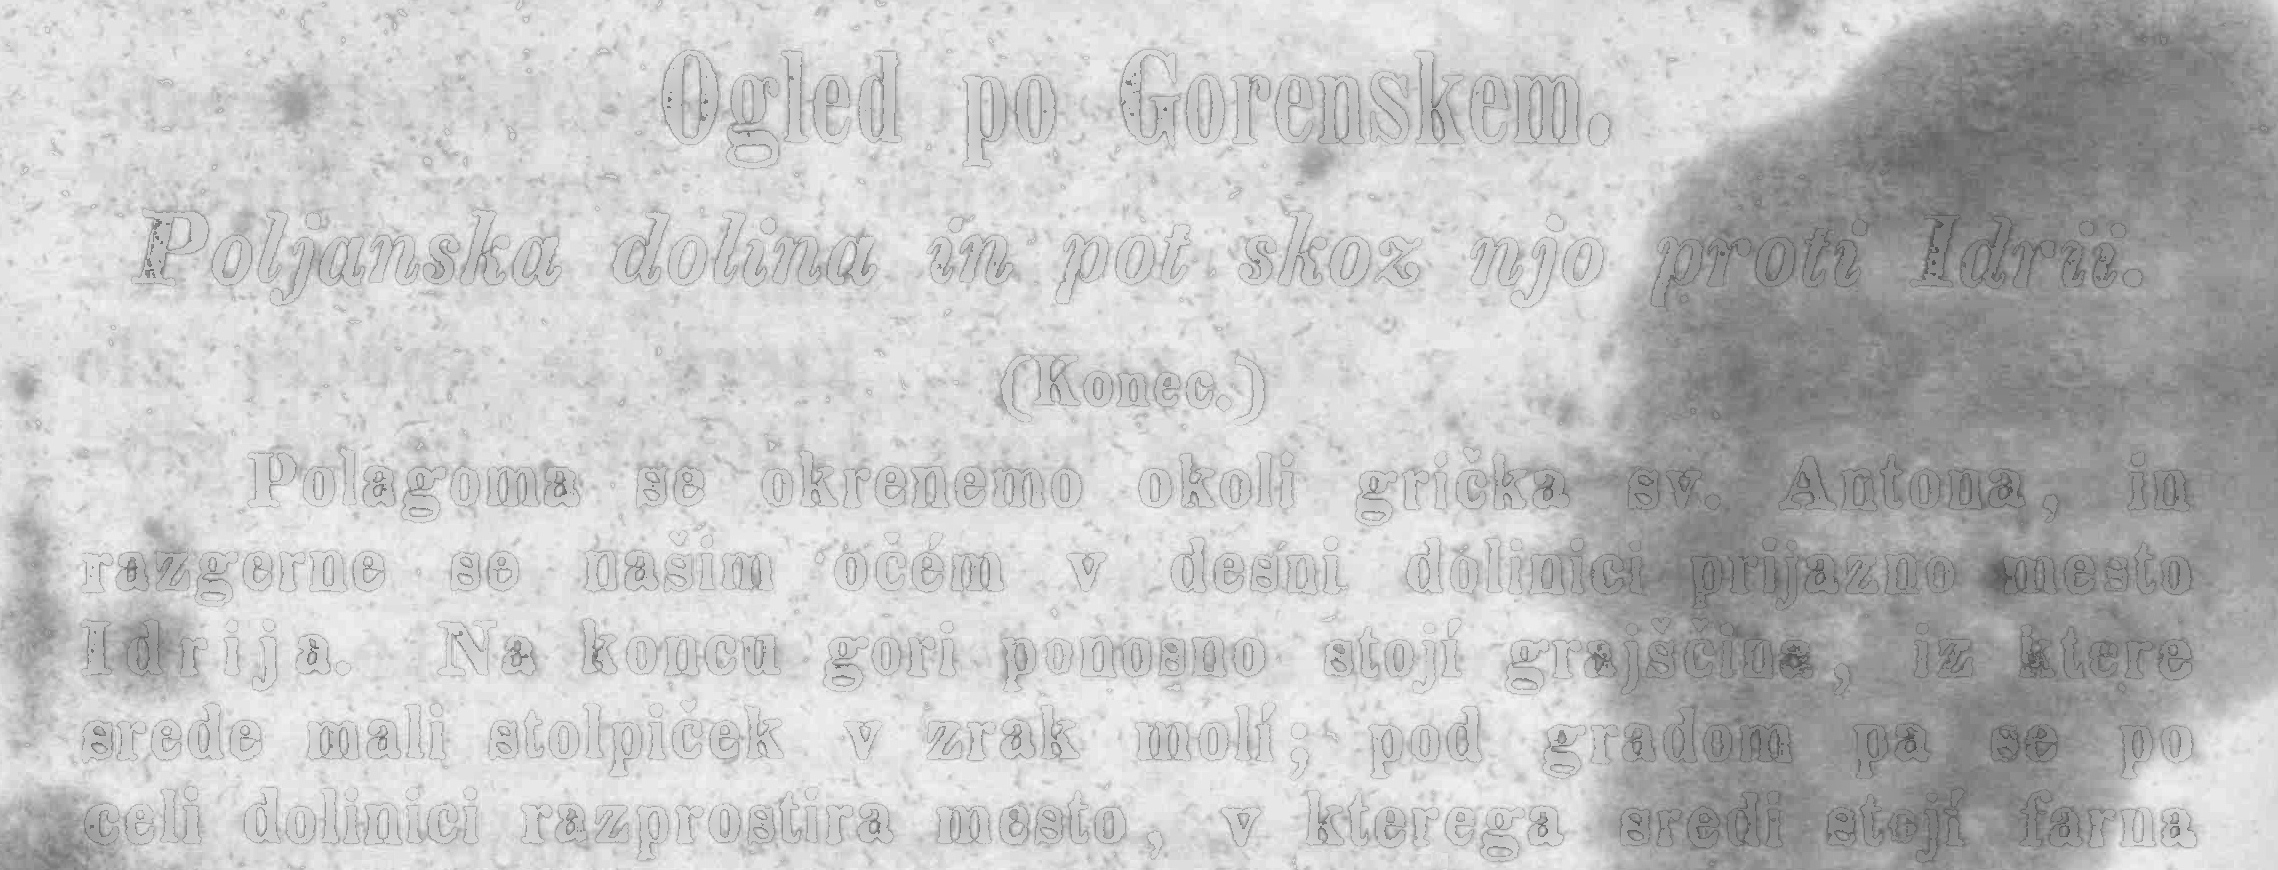 Ogled po Gorenskem.
Poljanska dolina in pot skoz njo proti Idrii.
(Konec.)
Polagoma se okrenemo okoli grička sv. Antona, in
razgerne se našim očém v desni dolinici prijazno mesto
Idrija. Na koncu gori ponosno stojí grajščina, iz ktere
srede mali stolpiček v zrak molí; pod gradom pa se po
celi dolinici razprostira mesto, v kterega sredi stojí farna